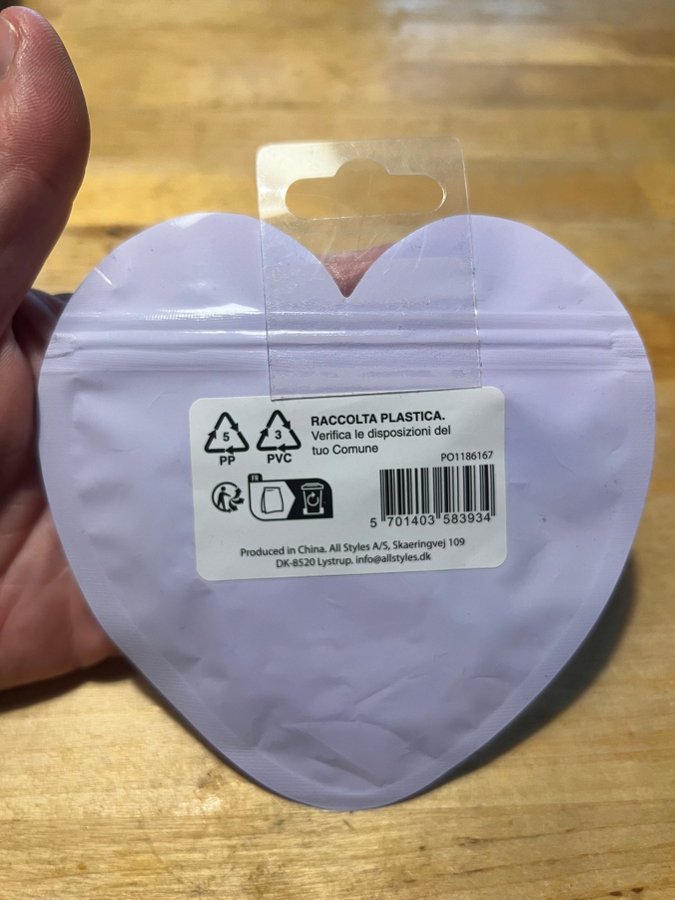 RACCOLTA PLASTICA.
Verifica le disposizioni del
tuo Comune
5
PP
3
PVC
FR
PO1186167
5 701403 583934
Produced in China. All Styles A/S, Skaeringvej 109
DK-8520 Lystrup. info@allstyles.dk